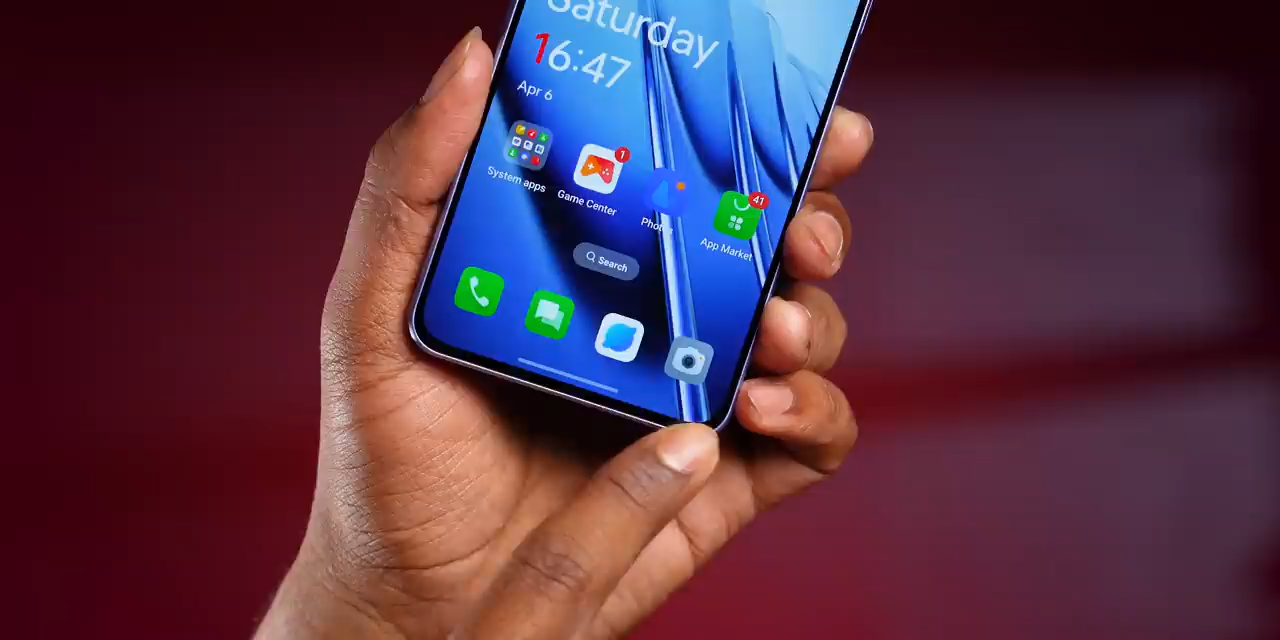 Saturday
16:47
Apr 6
1
41
System apps
Game Center
App Market
Search